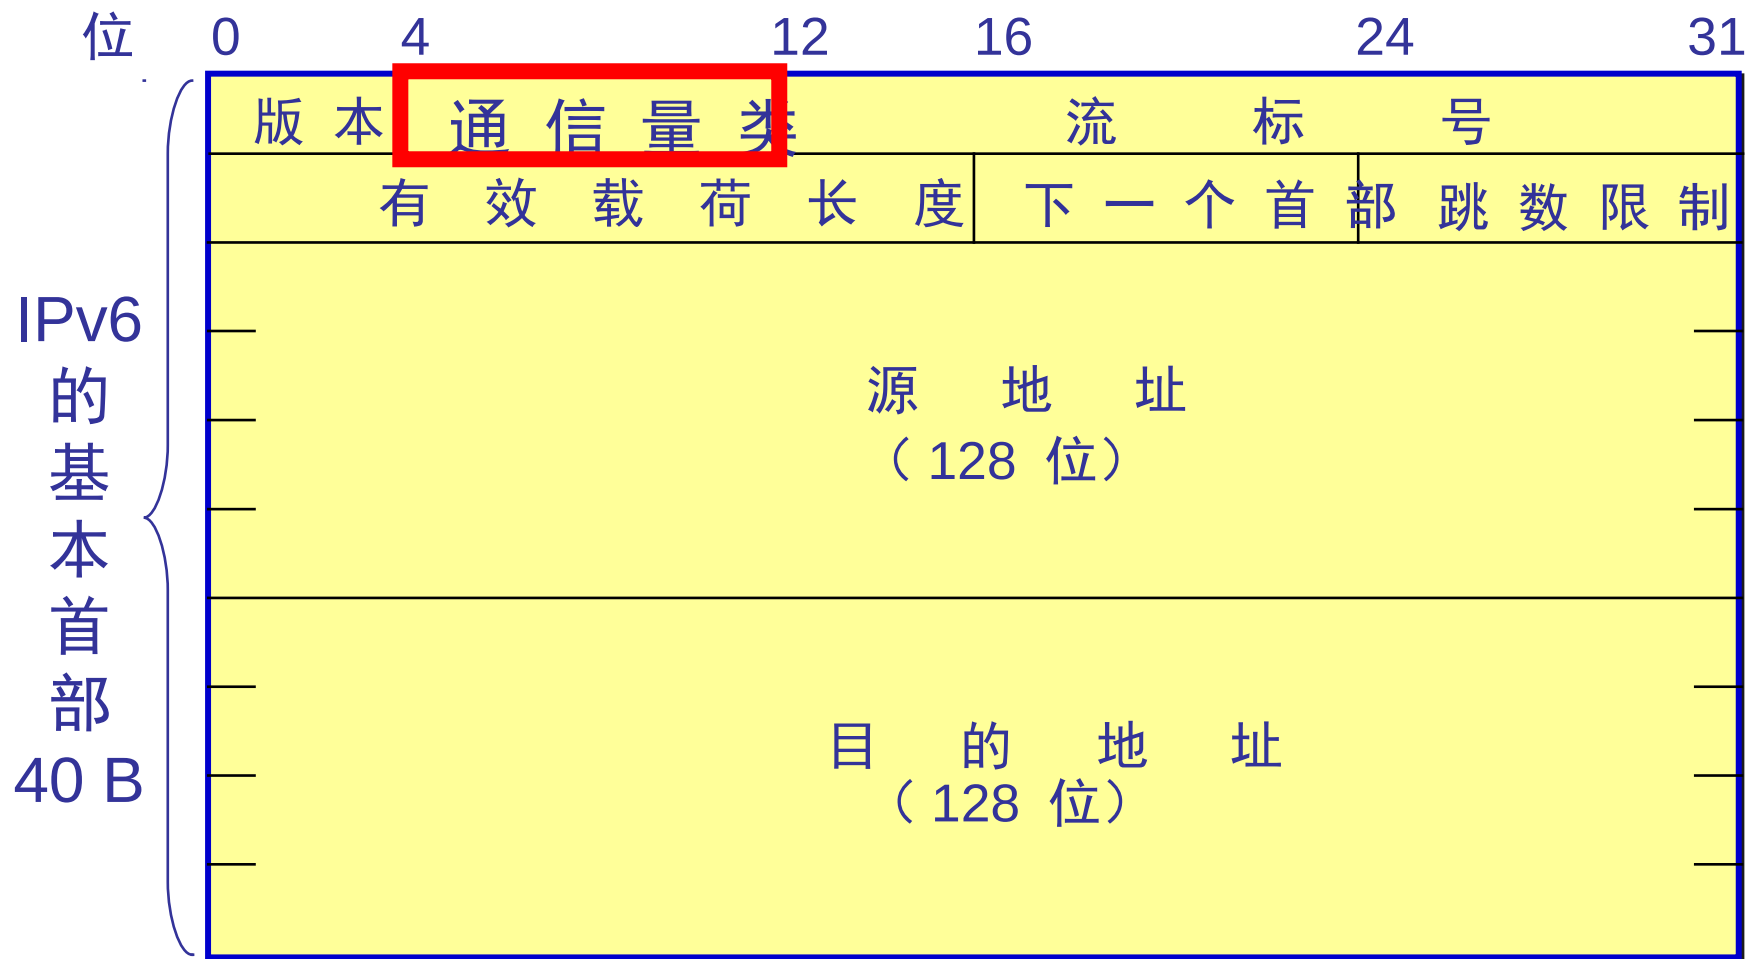 位 0 4 12 16 24 31
版本 通信量类 流标号
有效载荷长度 下一个首部 跳数限制
IPv6
的
基
本
首
部
40 B
源地址
（128 位）
目的地址
（128 位）